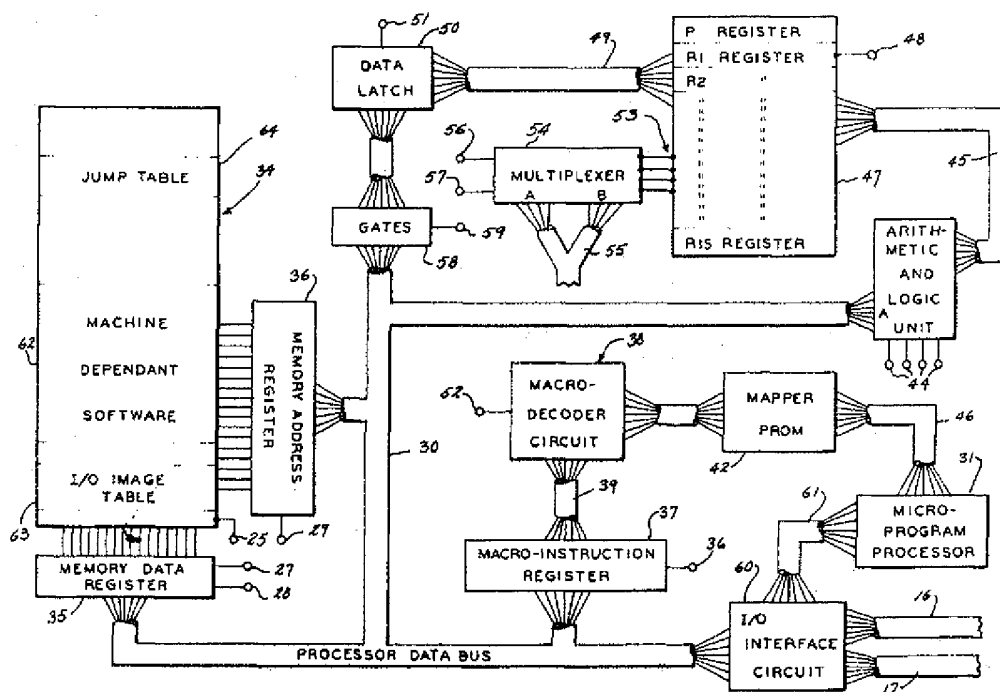 51
50
DATA
LATCH
49
P REGISTER
R1 REGISTER
R2
48
R15 REGISTER
47
53
45
56
57
54
MULTIPLEXER
A B
55
64
34
JUMP TABLE
MACHINE
DEPENDANT
SOFTWARE
I/O IMAGE
TABLE
62
63
GATES
59
58
36
MEMORY ADDRESS
REGISTER
25
29
MEMORY DATA
REGISTER
27
28
35
30
ARITH-
METIC
AND
LOGIC
UNIT
A
44
38
52
MACRO-
DECODER
CIRCUIT
MAPPER
PROM
42
46
39
37
MACRO-INSTRUCTION
REGISTER
36
31
MICRO-
PROGRAM
PROCESSOR
61
60
I/O
INTERFACE
CIRCUIT
16
17
PROCESSOR DATA BUS